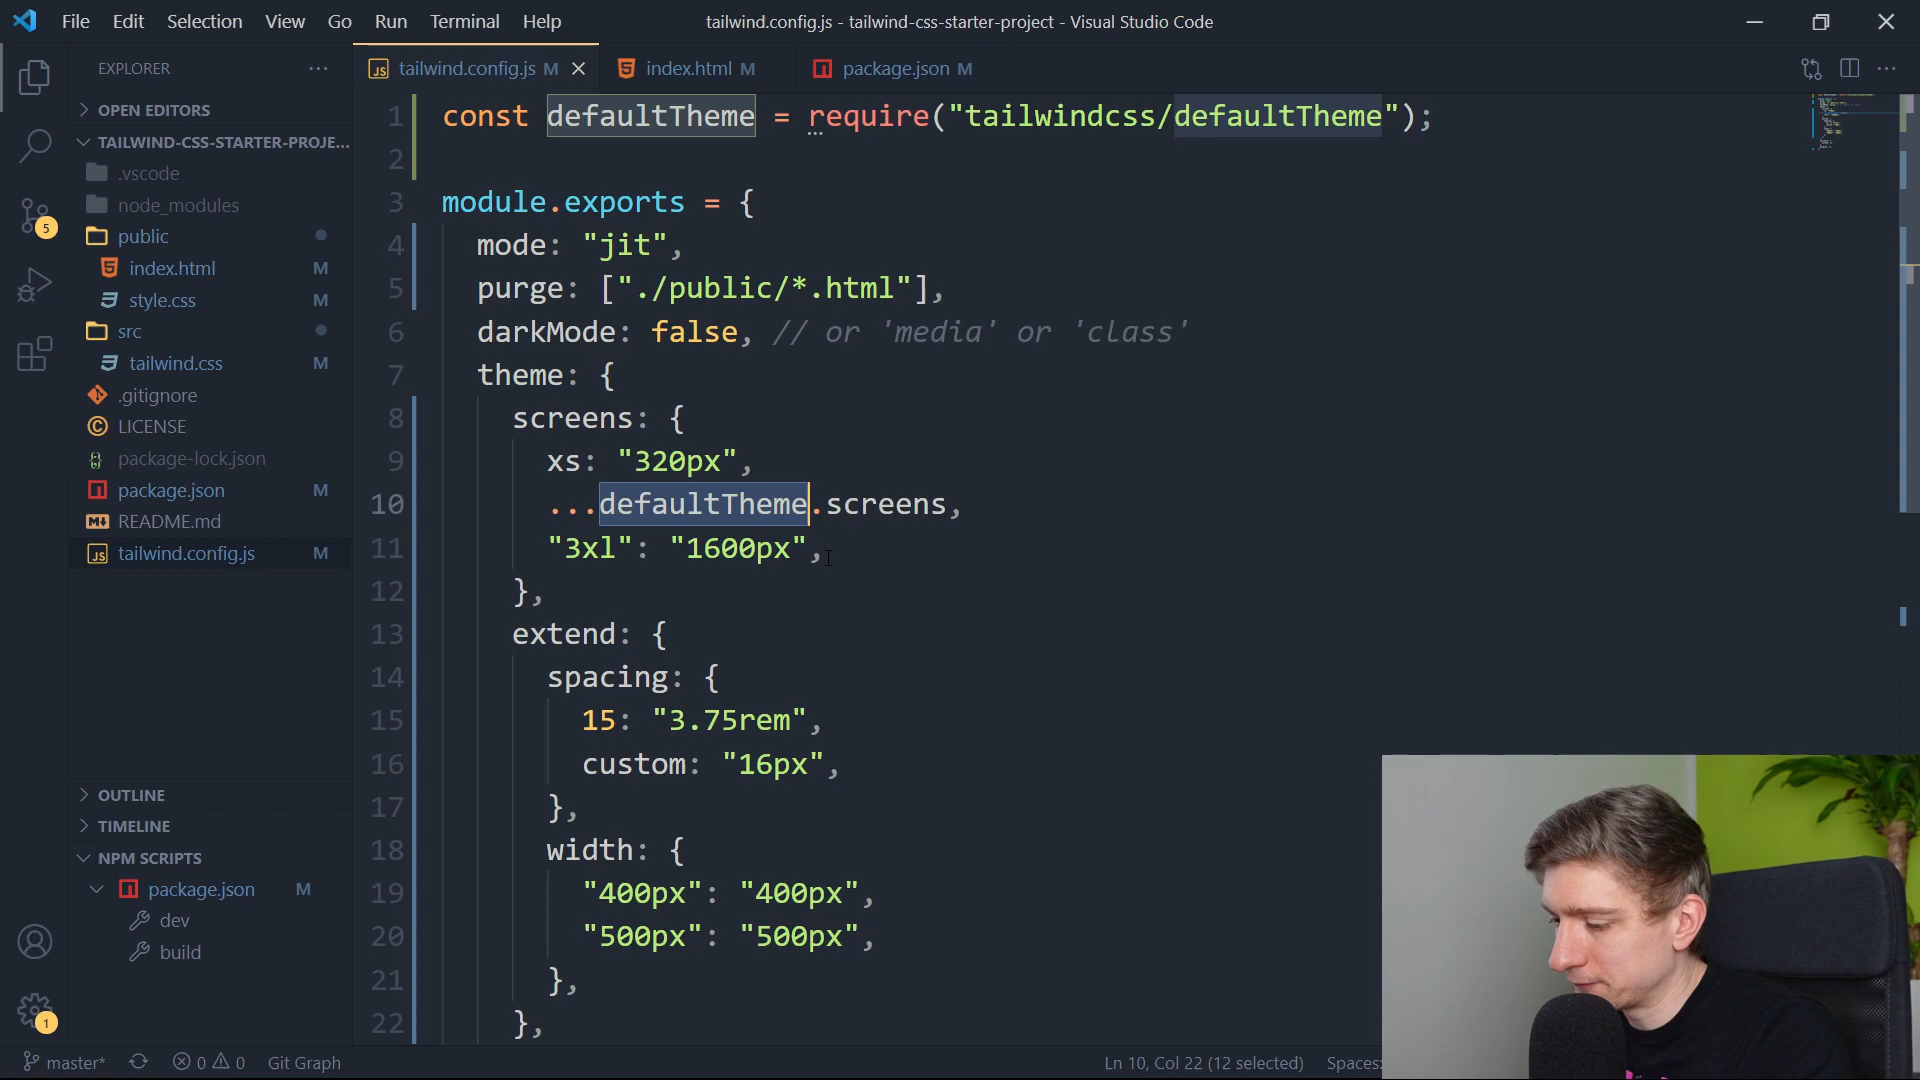 File Edit Selection View Go Run Terminal Help
tailwind.config.js - tailwind-css-starter-project - Visual Studio Code
EXPLORER
OPEN EDITORS
TAILWIND-CSS-STARTER-PROJE...
.vscode
node_modules
public
index.html M
style.css M
src
tailwind.css M
.gitignore
LICENSE
package-lock.json
package.json M
README.md
tailwind.config.js M
OUTLINE
TIMELINE
NPM SCRIPTS
package.json M
dev
build
5
1
tailwind.config.js M
index.html M
package.json M
1 const defaultTheme = require("tailwindcss/defaultTheme");
2
3 module.exports = {
4 mode: "jit",
5 purge: ["./public/*.html"],
6 darkMode: false, // or 'media' or 'class'
7 theme: {
8 screens: {
9 xs: "320px",
10 ...defaultTheme.screens,
11 "3xl": "1600px",
12 },
13 extend: {
14 spacing: {
15 15: "3.75rem",
16 custom: "16px",
17 },
18 width: {
19 "400px": "400px",
20 "500px": "500px",
21 },
22 },
master* 0 0 Git Graph
Ln 10, Col 22 (12 selected) Spaces: